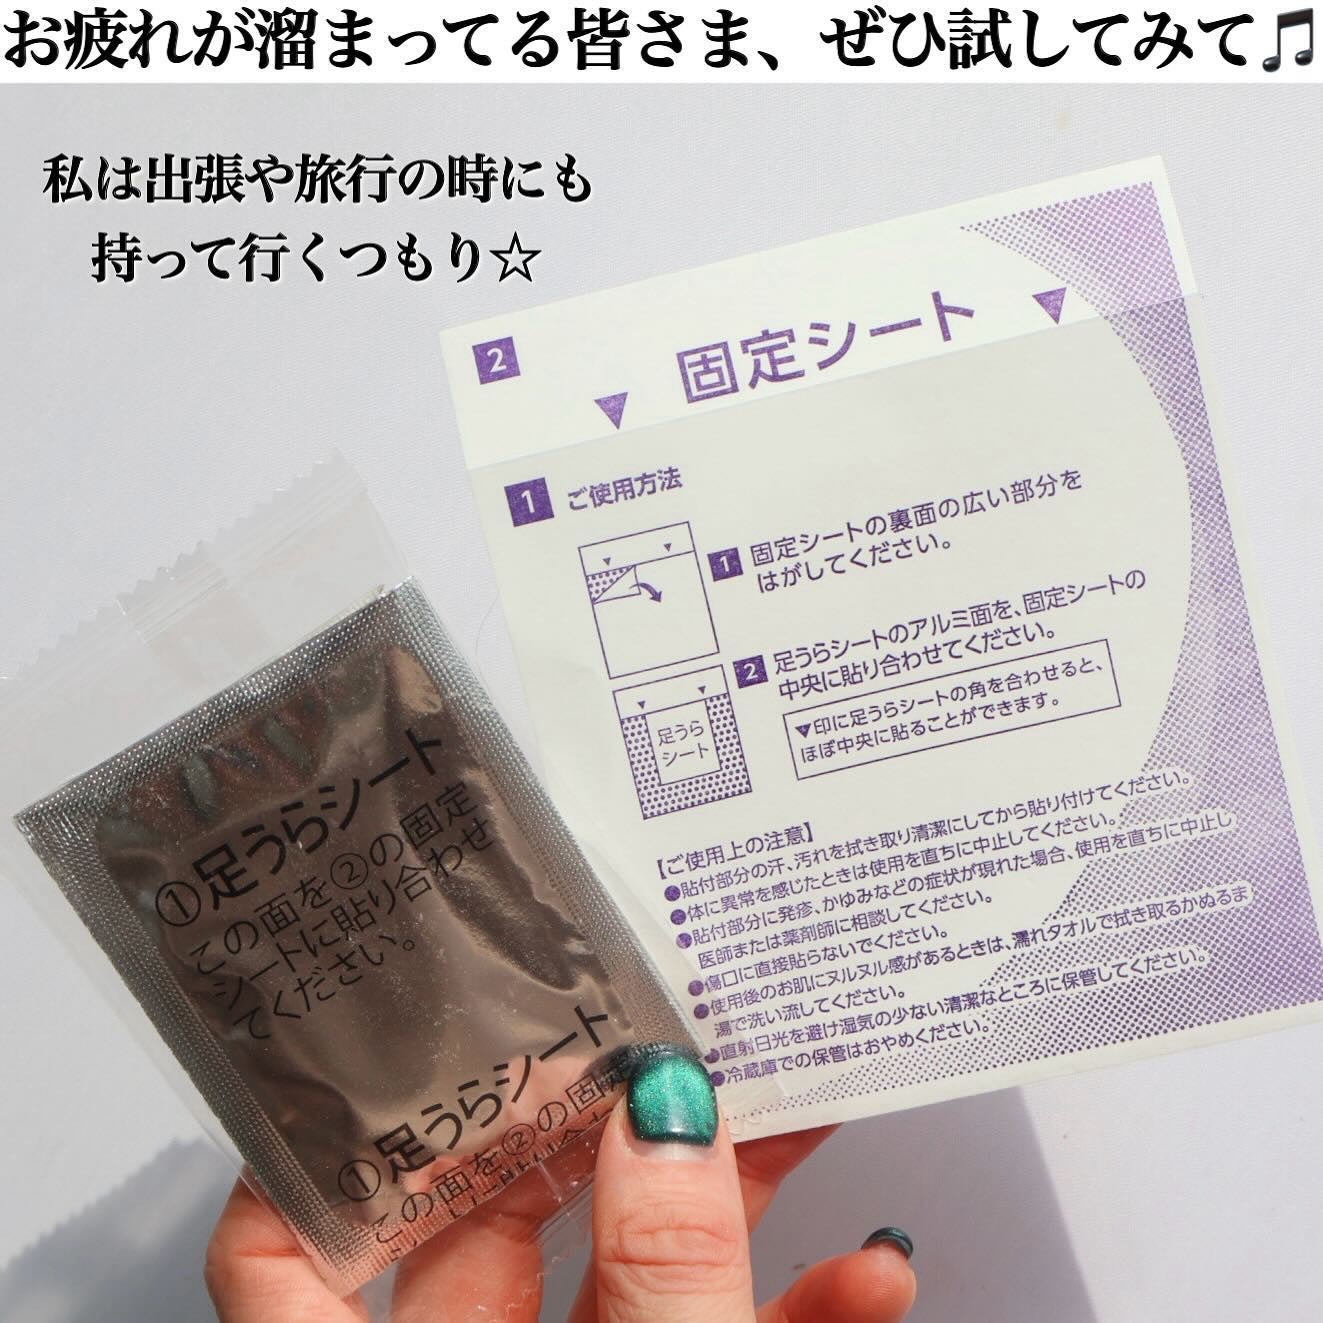 お疲れが溜まってる皆さま、ぜひ試してみて🎵
私は出張や旅行の時にも
持って行くつもり☆
2
▼ 固定シート ▼
1 ご使用方法
1 固定シートの裏面の広い部分を
はがしてください。
2 足うらシートのアルミ面を、固定シートの
中央に貼り合わせてください。
▼印に足うらシートの角を合わせると、
ほぼ中央に貼ることができます。
足うら
シート
【ご使用上の注意】
●貼付部分の汗、汚れを拭き取り清潔にしてから貼り付けてください。
●体に異常を感じたときは使用を直ちに中止してください。
●貼付部分に発疹、かゆみなどの症状が現れた場合、使用を直ちに中止し
医師または薬剤師に相談してください。
●傷口に直接貼らないでください。
●使用後のお肌にヌルヌル感があるときは、濡れタオルで拭き取るかぬるま
湯で洗い流してください。
●直射日光を避け湿気の少ない清潔なところに保管してください。
●冷蔵庫での保管はおやめください。
①足うらシート
この面を②の固定
シートに貼り合わせ
てください。
①足うらシート
この面を②の固